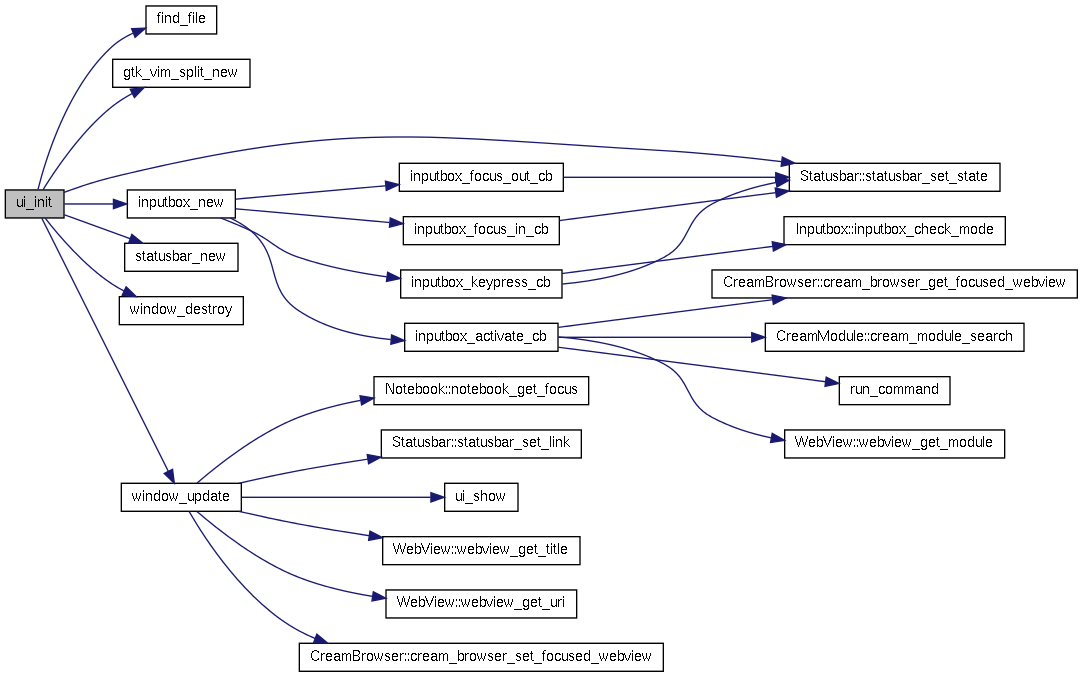 find_file
gtk_vim_split_new
ui_init
inputbox_new
statusbar_new
window_destroy
window_update
inputbox_focus_out_cb
inputbox_focus_in_cb
inputbox_keypress_cb
inputbox_activate_cb
Notebook::notebook_get_focus
Statusbar::statusbar_set_link
ui_show
WebView::webview_get_title
WebView::webview_get_uri
CreamBrowser::cream_browser_set_focused_webview
Statusbar::statusbar_set_state
Inputbox::inputbox_check_mode
CreamBrowser::cream_browser_get_focused_webview
CreamModule::cream_module_search
run_command
WebView::webview_get_module